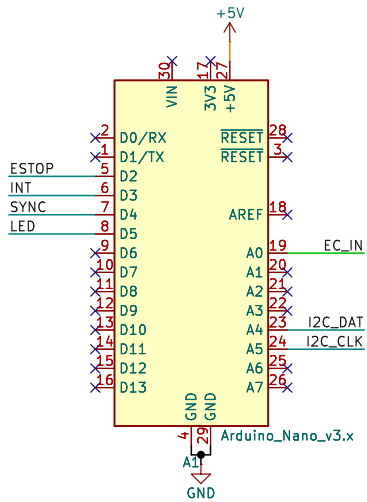 +5V
30 17 27
VIN 3V3 +5V
2 D0/RX RESET 28
1 D1/TX RESET 3
ESTOP 5 D2
INT 6 D3
SYNC 7 D4 AREF 18
LED 8 D5
9 D6 A0 19 EC_IN
10 D7 A1 20
11 D8 A2 21
12 D9 A3 22
13 D10 A4 23 I2C_DAT
14 D11 A5 24 I2C_CLK
15 D12 A6 25
16 D13 A7 26
GND GND
4 29 Arduino_Nano_v3.x
A1
GND